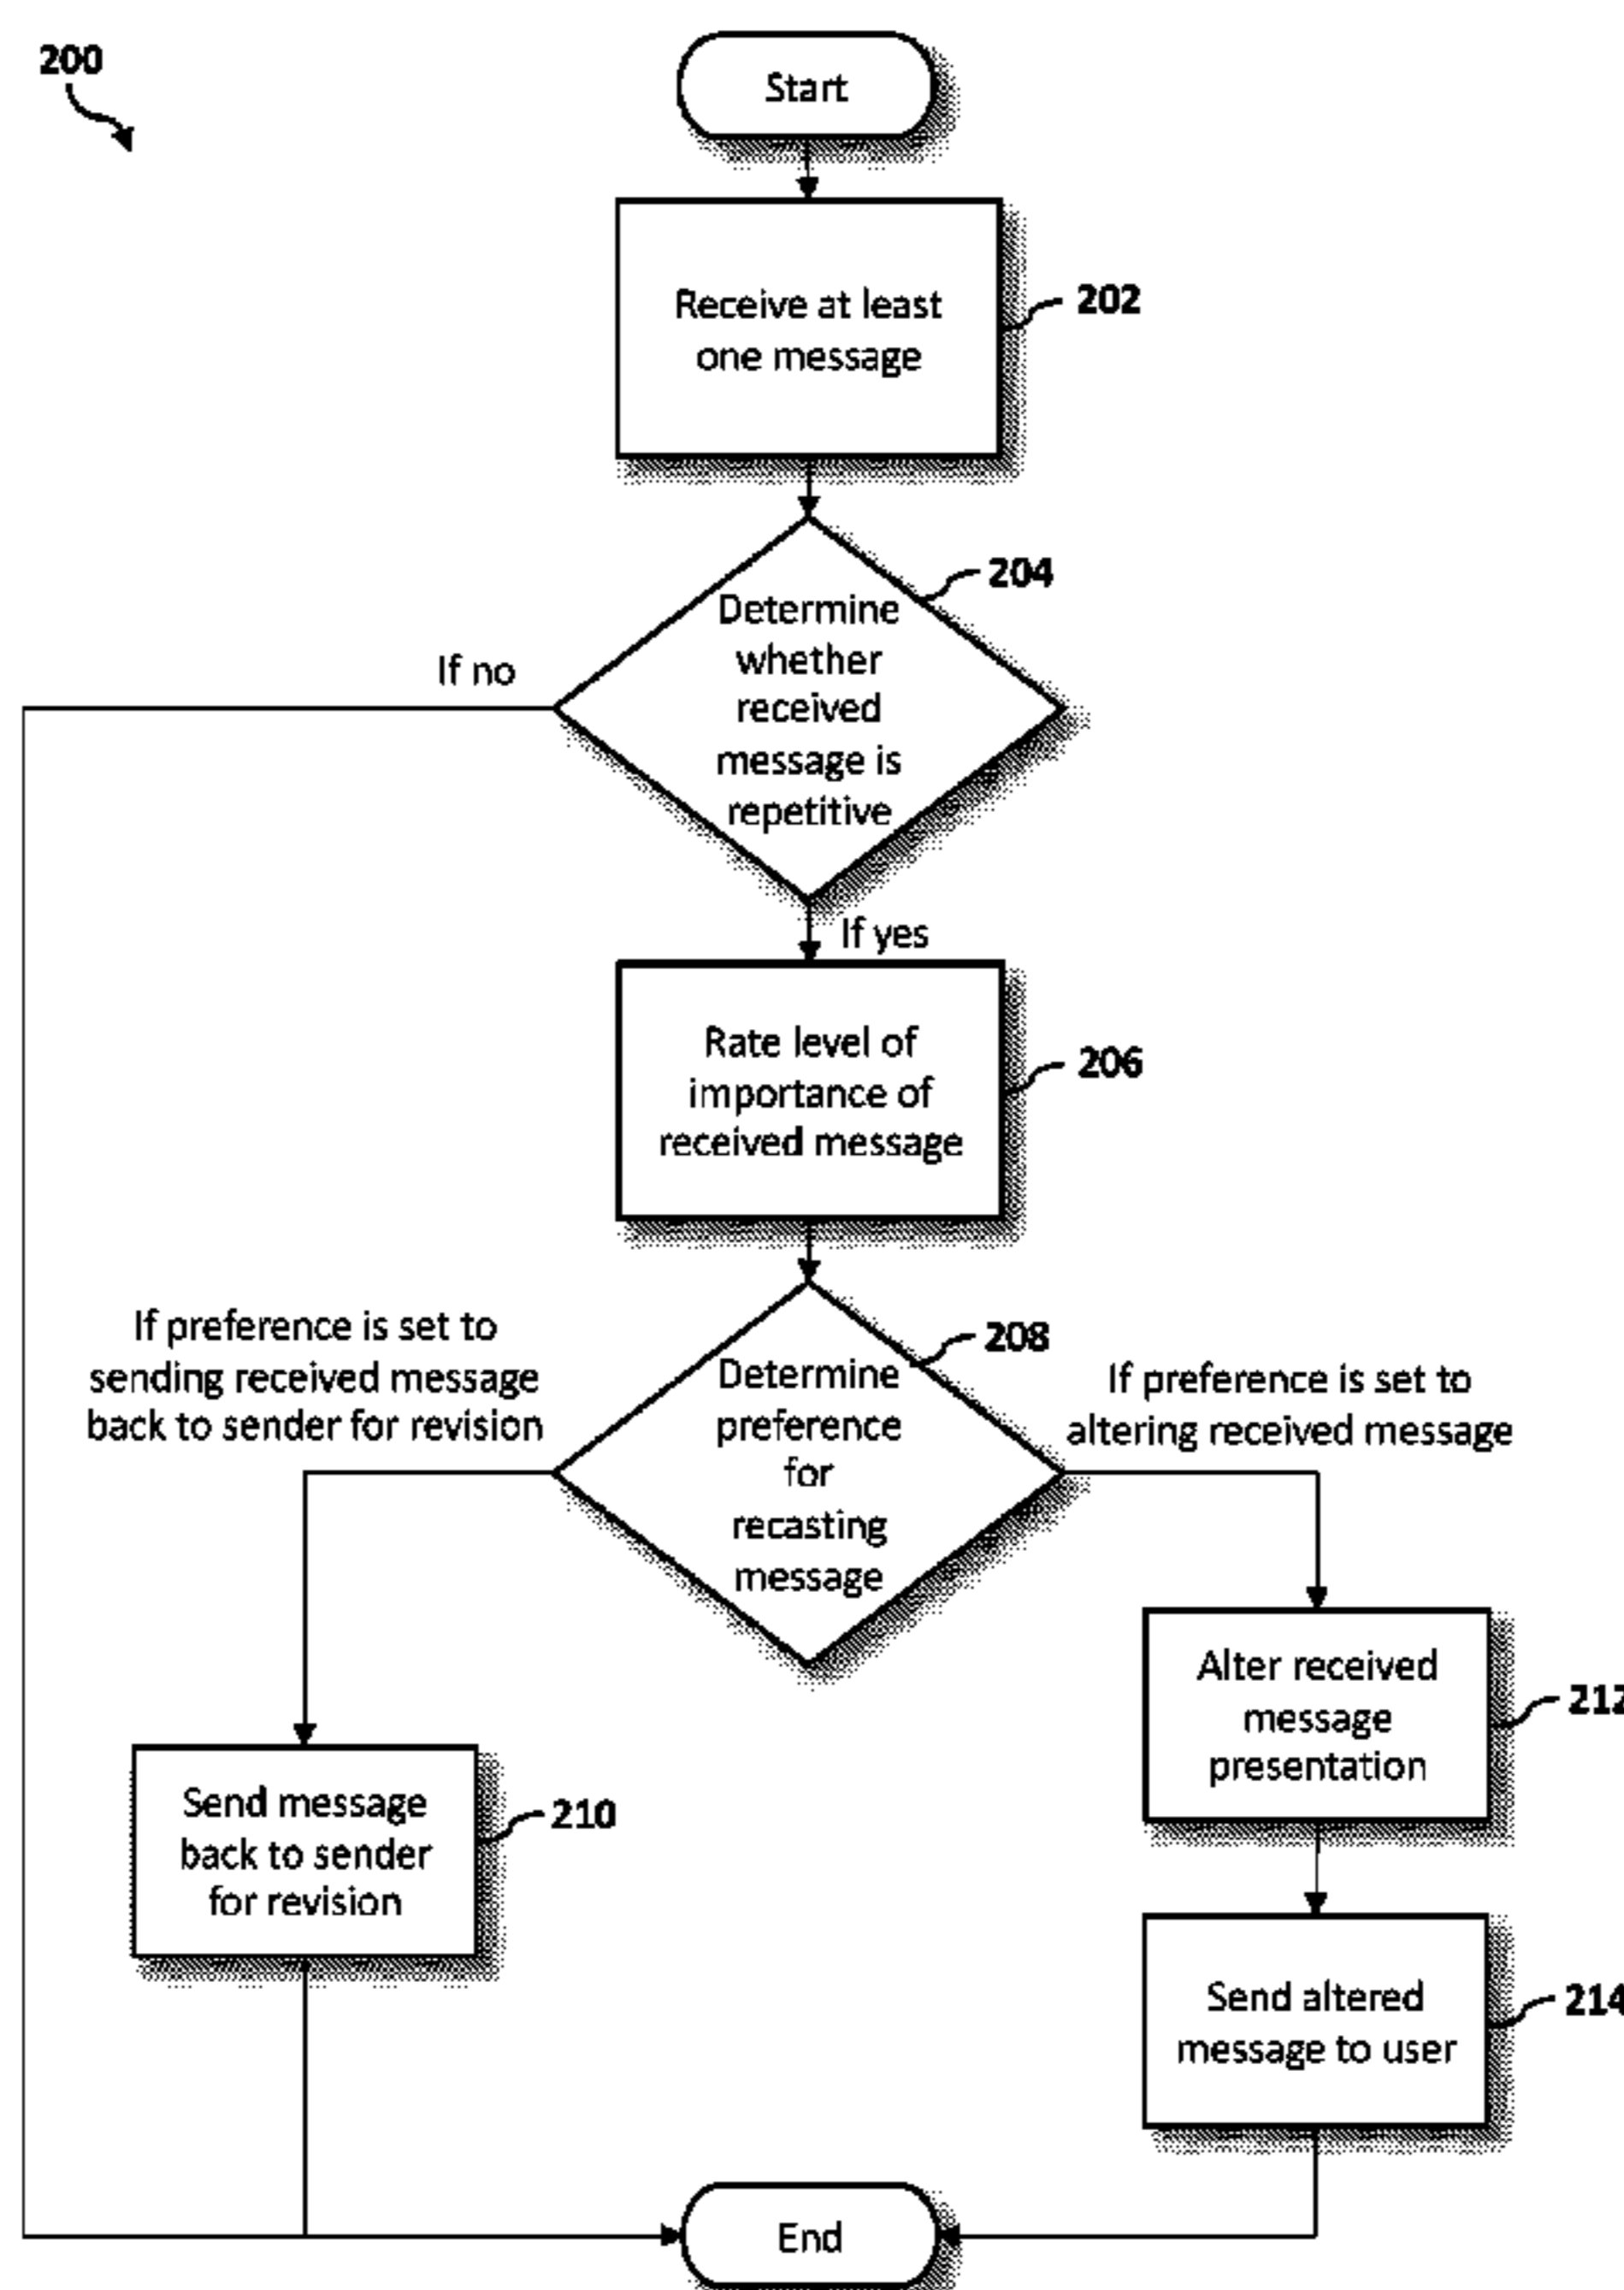 200
Start
Receive at least
one message
202
204
Determine
whether
received
message is
repetitive
If no
If yes
Rate level of
importance of
received message
206
If preference is set to
sending received message
back to sender for revision
208
Determine
preference
for
recasting
message
If preference is set to
altering received message
Alter received
message
presentation
212
Send message
back to sender
for revision
210
Send altered
message to user
214
End